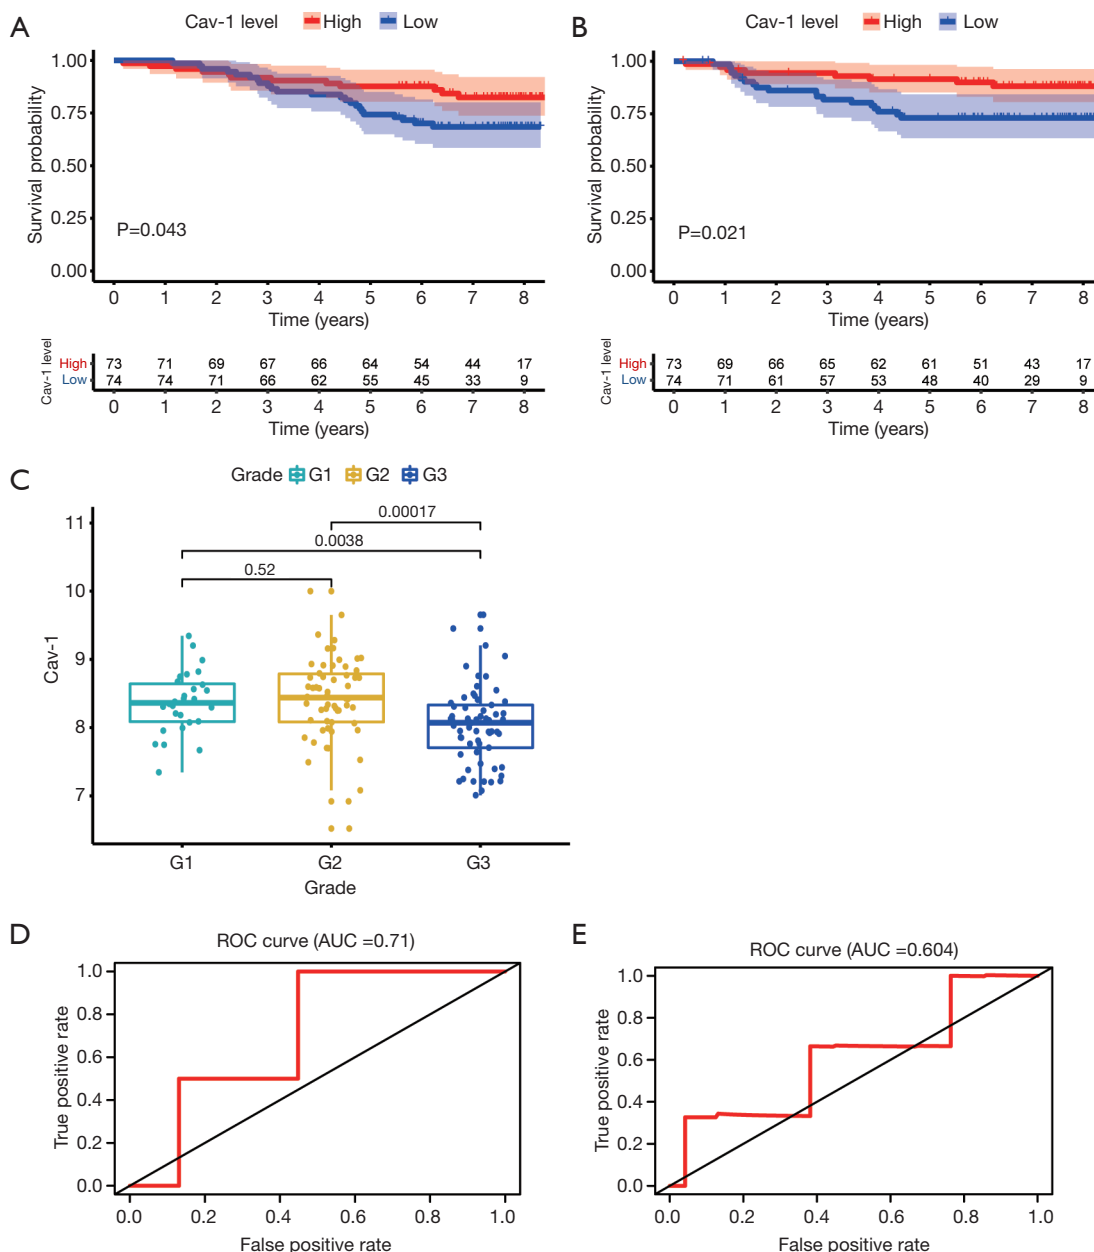 A
Cav-1 level High Low
1.00
0.75
0.50
0.25
0.00
Survival probability
P=0.043
0 1 2 3 4 5 6 7 8
Time (years)
Cav-1 level
High 73 71 69 67 66 64 54 44 17
Low 74 74 71 66 62 55 45 33 9
0 1 2 3 4 5 6 7 8
Time (years)
B
Cav-1 level High Low
1.00
0.75
0.50
0.25
0.00
Survival probability
P=0.021
0 1 2 3 4 5 6 7 8
Time (years)
Cav-1 level
High 73 69 66 65 62 61 51 43 17
Low 74 71 61 57 53 48 40 29 9
0 1 2 3 4 5 6 7 8
Time (years)
C
Grade G1 G2 G3
11
10
9
8
7
Cav-1
0.00017
0.0038
0.52
G1 G2 G3
Grade
D
ROC curve (AUC =0.71)
1.0
0.8
0.6
0.4
0.2
0.0
True positive rate
0.0 0.2 0.4 0.6 0.8 1.0
False positive rate
E
ROC curve (AUC =0.604)
1.0
0.8
0.6
0.4
0.2
0.0
True positive rate
0.0 0.2 0.4 0.6 0.8 1.0
False positive rate